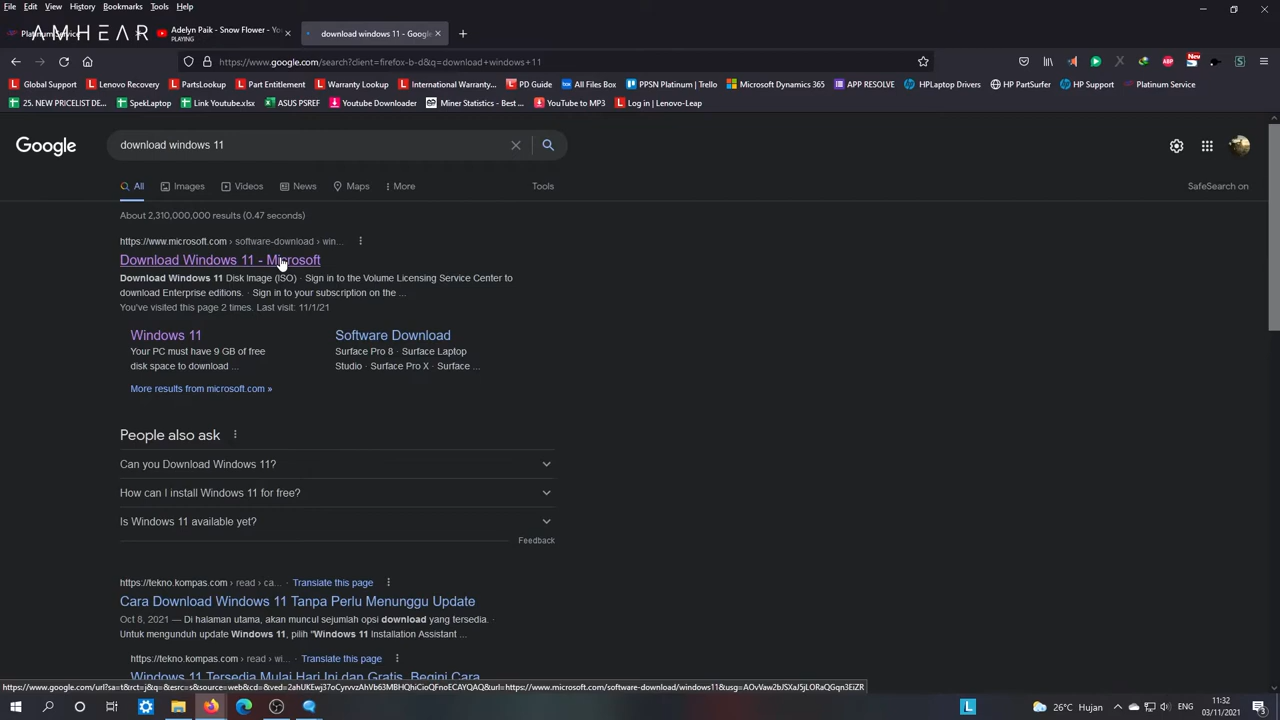 File Edit View History Bookmarks Tools Help
AMHEAR
Adelyn Paik - Snow Flower - Yo
PLAYING
download windows 11 - Google
https://www.google.com/search?client=firefox-b-d&q=download+windows+11
New
ABP
Global Support Lenovo Recovery PartsLookup Part Entitlement Warranty Lookup International Warranty... PD Guide All Files Box PPSN Platinum | Trello Microsoft Dynamics 365 APP RESOLVE HPLaptop Drivers HP PartSurfer HP Support Platinum Service
25. NEW PRICELIST DE... SpekLaptop Link Youtube.xlsx ASUS PSREF Youtube Downloader Miner Statistics - Best ... YouTube to MP3 Log in | Lenovo-Leap
Google
download windows 11
All Images Videos News Maps More Tools SafeSearch on
About 2,310,000,000 results (0.47 seconds)
https://www.microsoft.com › software-download › win...
Download Windows 11 - Microsoft
Download Windows 11 Disk Image (ISO) · Sign in to the Volume Licensing Service Center to
download Enterprise editions. · Sign in to your subscription on the ...
You've visited this page 2 times. Last visit: 11/1/21
Windows 11
Your PC must have 9 GB of free
disk space to download ...
Software Download
Surface Pro 8 · Surface Laptop
Studio · Surface Pro X · Surface ...
More results from microsoft.com »
People also ask
Can you Download Windows 11?
How can I install Windows 11 for free?
Is Windows 11 available yet?
Feedback
https://tekno.kompas.com › read › ca... · Translate this page
Cara Download Windows 11 Tanpa Perlu Menunggu Update
Oct 8, 2021 — Di halaman utama, akan muncul sejumlah opsi download yang tersedia. ·
Untuk mengunduh update Windows 11, pilih "Windows 11 Installation Assistant ...
https://tekno.kompas.com › read › wi... · Translate this page
Windows 11 Tersedia Mulai Hari Ini dan Gratis, Begini Cara
26°C Hujan
ENG
11:32
03/11/2021